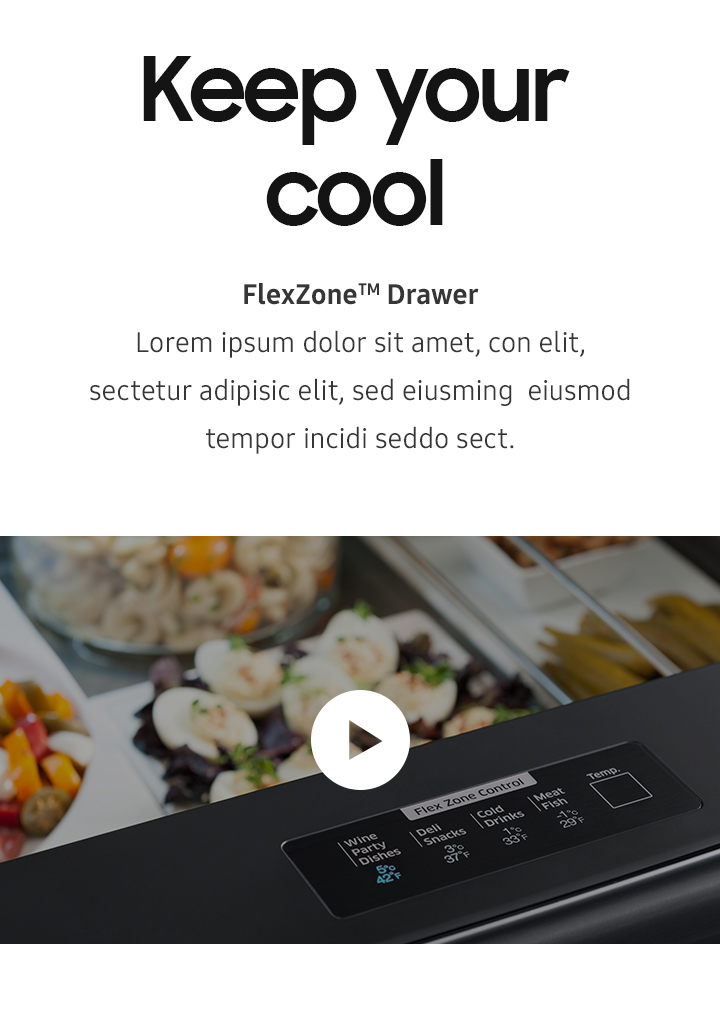 Keep your
cool
FlexZone™ Drawer
Lorem ipsum dolor sit amet, con elit,
sectetur adipisic elit, sed eiusming  eiusmod
tempor incidi seddo sect.
Flex Zone Control
Wine
Party
Dishes
5°C
42°F
Deli
Snacks
3°C
37°F
Cold
Drinks
1°C
33°F
Meat
Fish
-1°C
29°F
Temp.